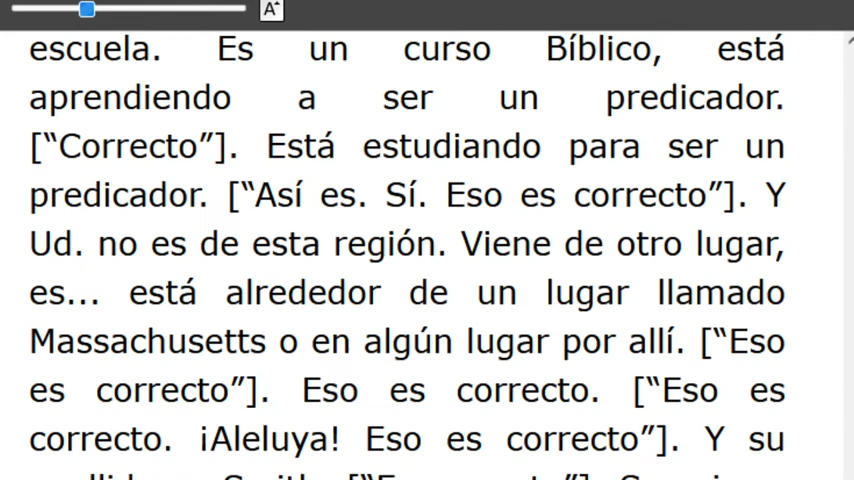 A
escuela. Es un curso Bíblico, está
aprendiendo a ser un predicador.
[“Correcto”]. Está estudiando para ser un
predicador. [“Así es. Sí. Eso es correcto”]. Y
Ud. no es de esta región. Viene de otro lugar,
es... está alrededor de un lugar llamado
Massachusetts o en algún lugar por allí. [“Eso
es correcto”]. Eso es correcto. [“Eso es
correcto. ¡Aleluya! Eso es correcto”]. Y su